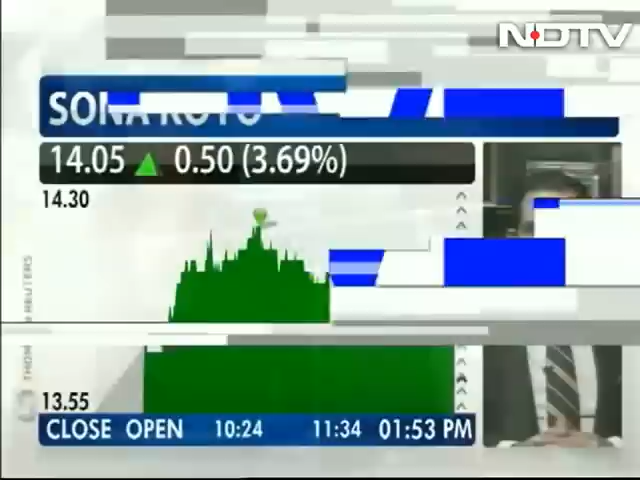 NDTV
SONA KOYO
14.05 0.50 (3.69%)
14.30
REUTERS
13.55
CLOSE OPEN 10:24 11:34 01:53 PM